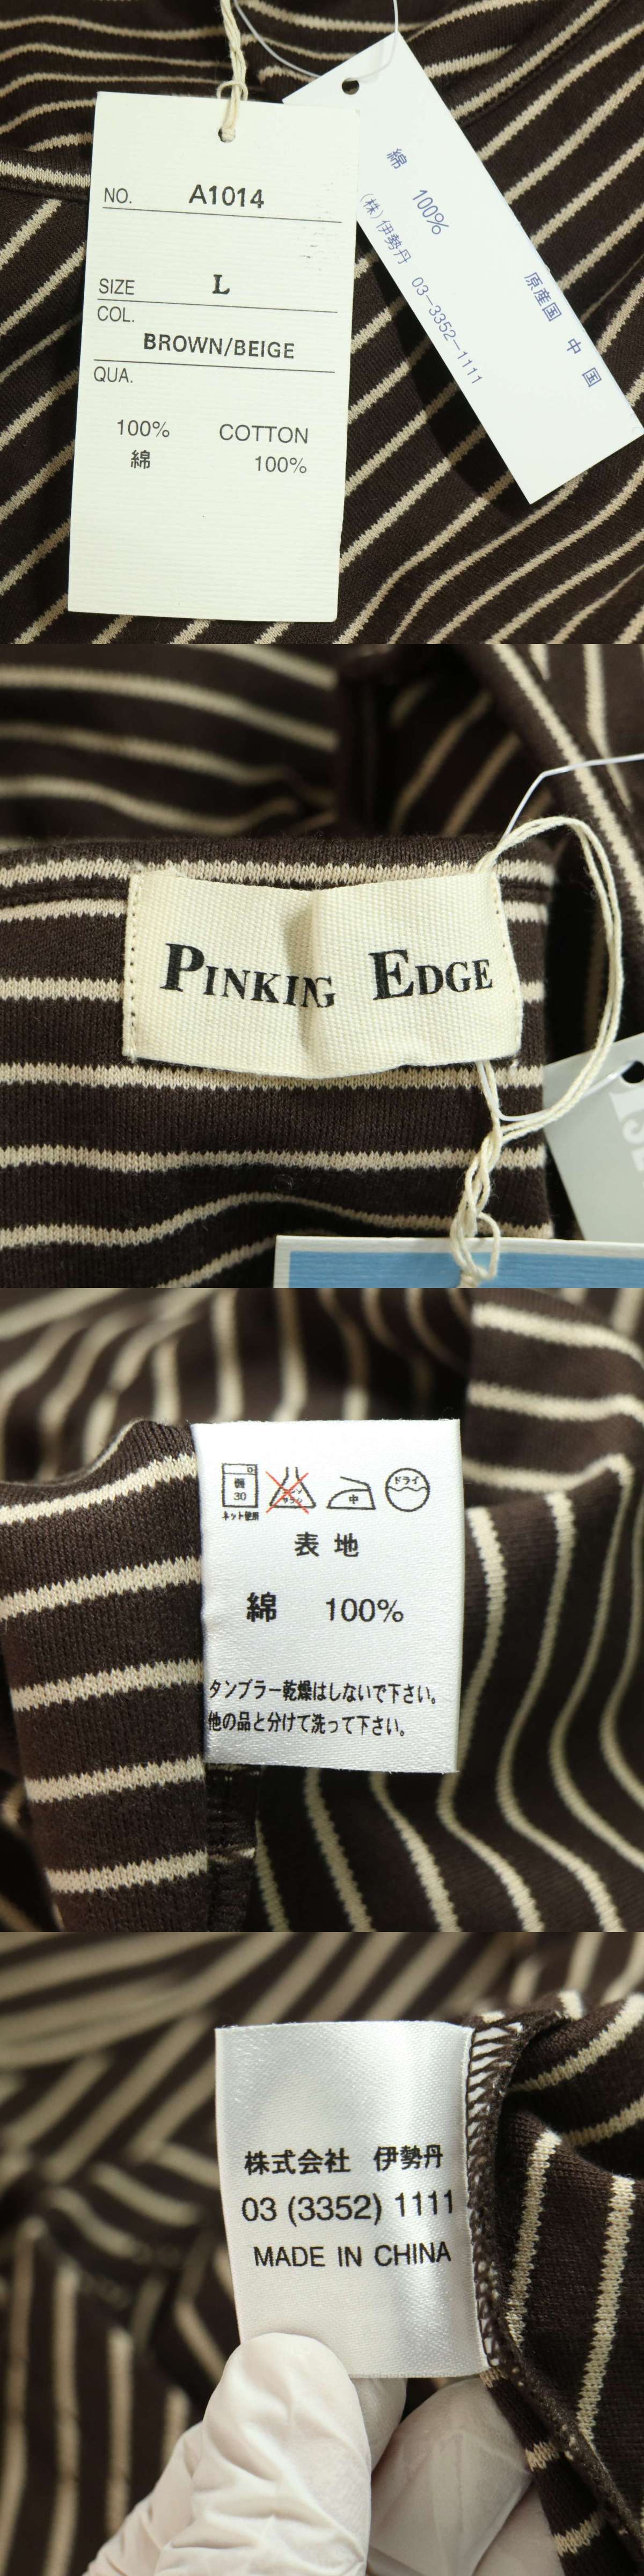 NO. A1014
SIZE L
COL.
BROWN/BEIGE
QUA.
100% COTTON
綿 100%
綿 100%
(株)伊勢丹 03-3352-1111
原産国 中国
PINKING EDGE
ドライ
30
中
ネット使用
表地
綿 100%
タンブラー乾燥はしないで下さい。
他の品と分けて洗って下さい。
株式会社 伊勢丹
03 (3352) 1111
MADE IN CHINA